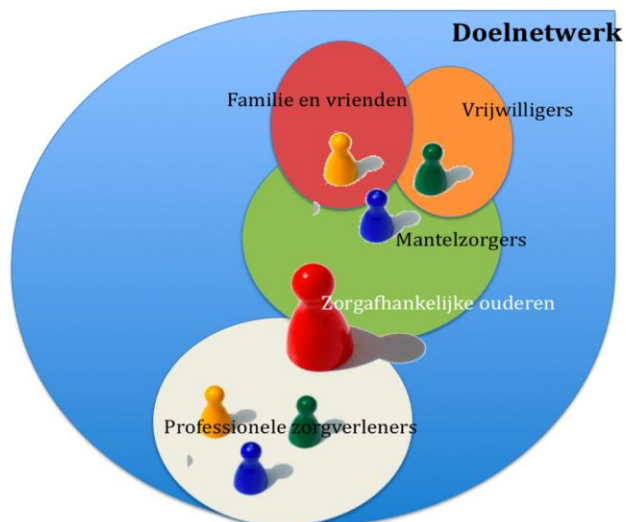 Doelnetwerk
Familie en vrienden
Vrijwilligers
Mantelzorgers
Zorgafhankelijke ouderen
Professionele zorgverleners